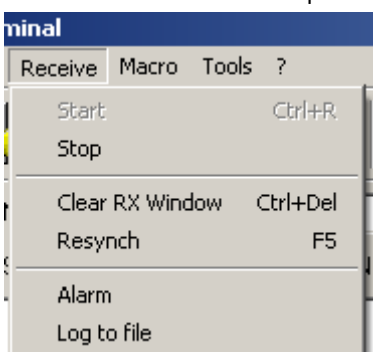 minal
Receive Macro Tools ?
Start Ctrl+R
Stop
Clear RX Window Ctrl+Del
Resynch F5
Alarm
Log to file